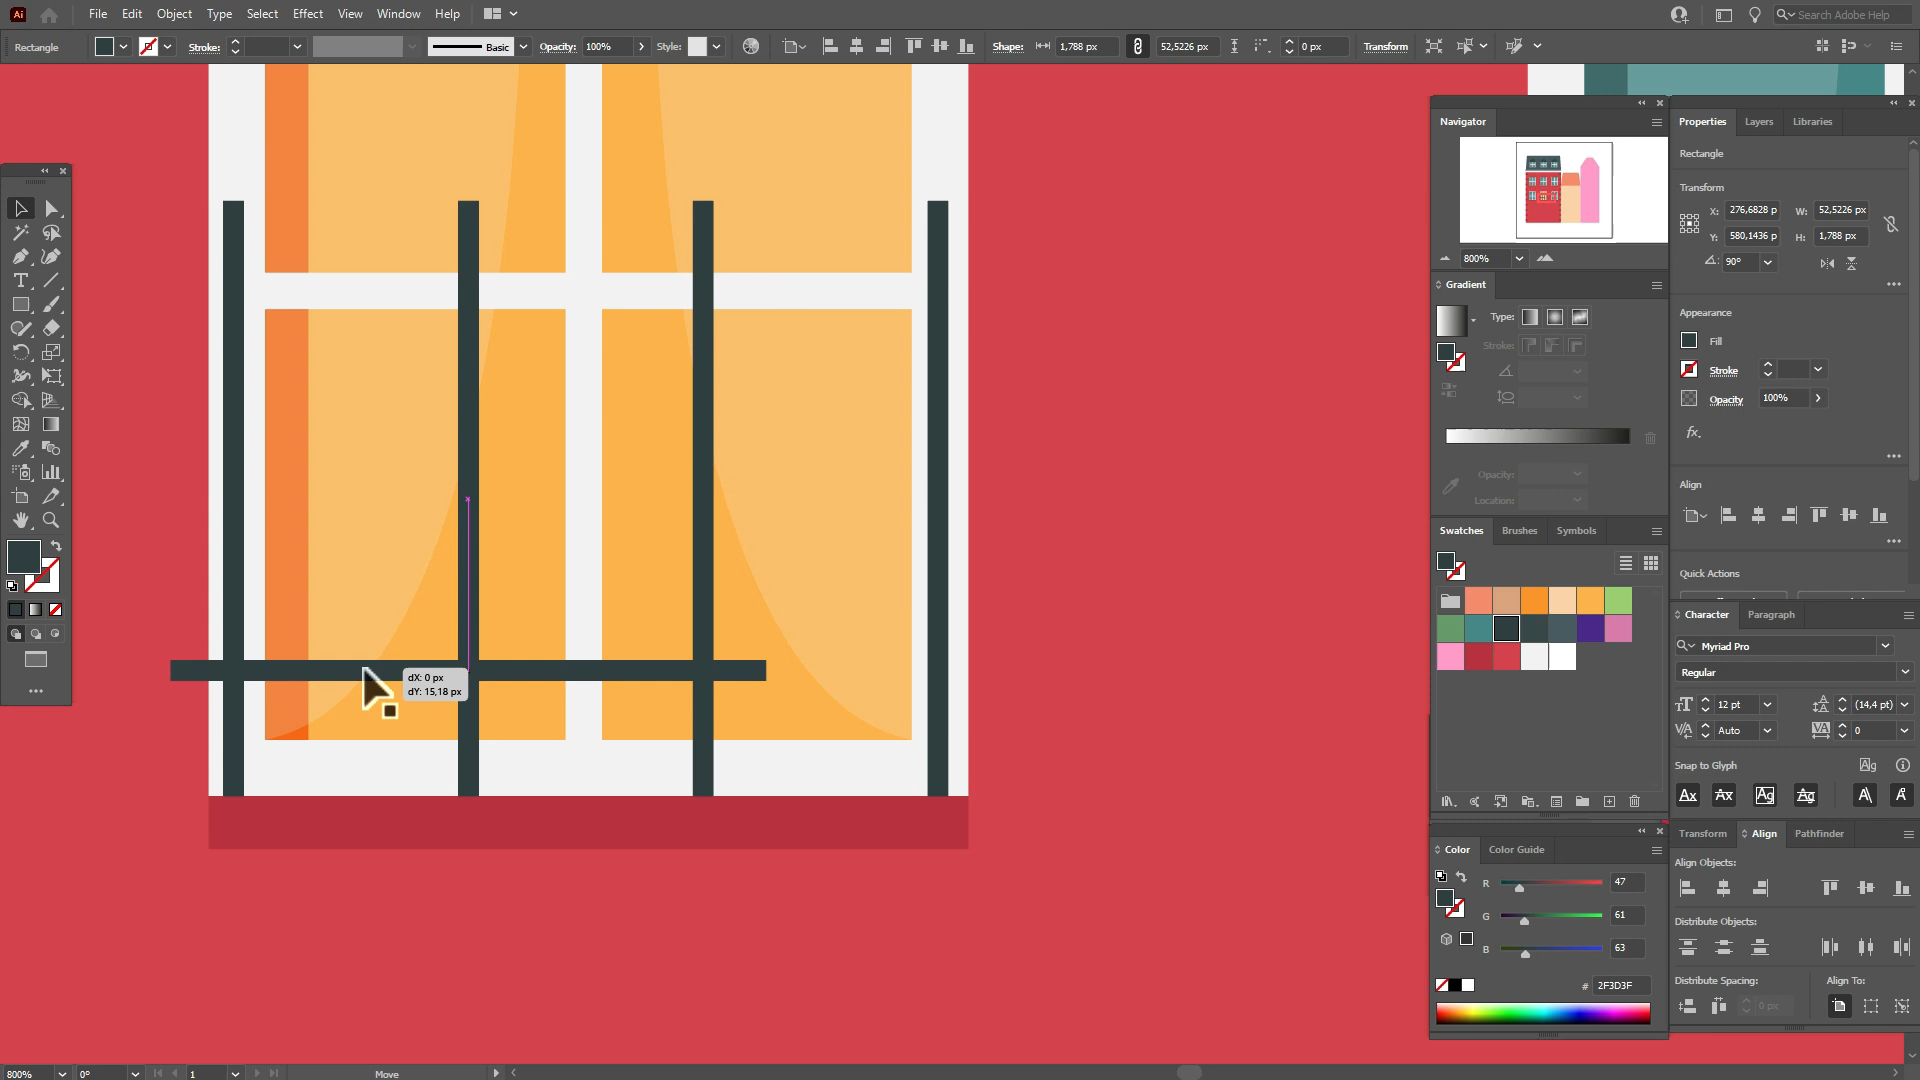 Ai File Edit Object Type Select Effect View Window Help Search Adobe Help
Rectangle Stroke: Basic Opacity: 100% Style: Shape: 1,788 px 52,5226 px 0 px Transform
Navigator
800%
Gradient
Type:
Stroke:
Opacity:
Location:
Swatches Brushes Symbols
Color Color Guide
R 47
G 61
B 63
# 2F3D3F
Properties Layers Libraries
Rectangle
Transform
X: 276,6828 p W: 52,5226 px
Y: 580,1436 p H: 1,788 px
90°
Appearance
Fill
Stroke
Opacity 100%
fx.
Align
Quick Actions
Character Paragraph
Myriad Pro
Regular
12 pt (14,4 pt)
Auto 0
Snap to Glyph
Transform Align Pathfinder
Align Objects:
Distribute Objects:
Distribute Spacing: Align To:
0 px
dX: 0 px
dY: 15,18 px
800% 0° 1 Move